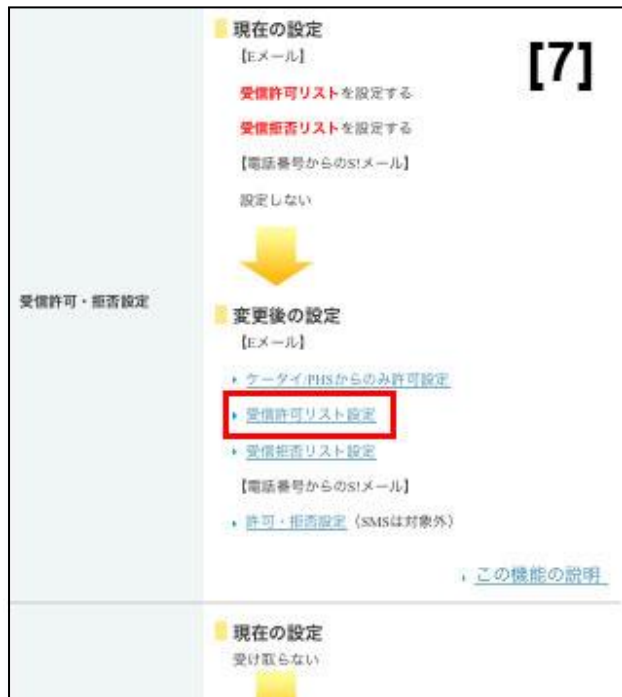 現在の設定
[7]
【Eメール】
受信許可リストを設定する
受信拒否リストを設定する
【電話番号からのS!メール】
設定しない
受信許可・拒否設定
変更後の設定
【Eメール】
ケータイ/PHSからのみ許可設定
受信許可リスト設定
受信拒否リスト設定
【電話番号からのS!メール】
許可・拒否設定（SMSは対象外）
この機能の説明
現在の設定
受け取らない